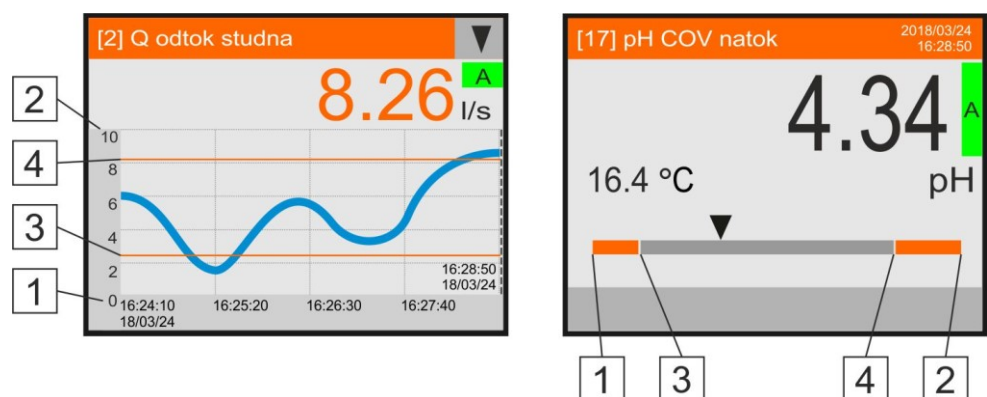 [2] Q odtok studna
A
8.26 l/s
2
4
3
1
10
8
6
4
2
0
16:28:50
18/03/24
16:24:10 16:25:20 16:26:30 16:27:40
18/03/24
[17] pH COV natok
2018/03/24
16:28:50
4.34
A
16.4 °C
pH
1 3 4 2